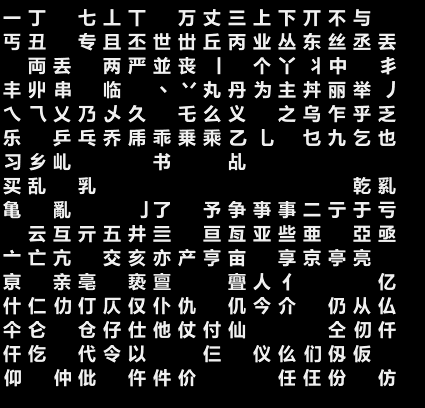 一丁 七丄丅 万丈三上下丌不与
丐丑 专且丕世丗丘丙业丛东丝丞丟
両丢 两严並丧丨 个丫丬中 丯
丰丱串 临 丶丷丸丹为主丼丽举丿
乀乁乂乃乄久 乇么义 之乌乍乎乏
乐 乒乓乔乕乖乗乘乙乚 乜九乞也
习乡乢 书 乩
买乱 乳 乾乿
亀 亂 亅了 予争亊事二亍于亏
云互亓五井亖 亘亙亚些亜 亞亟
亠亡亢 交亥亦产亨亩 享京亭亮
亰 亲亳 亵亶 亹人亻 亿
什仁仂仃仄仅仆仇 仉今介 仍从仏
仐仑 仓仔仕他仗付仙 仝仞仟
仠仡 代令以 仨 仪仫们仭仮
仰 仲仳 仵件价 任仼份 仿